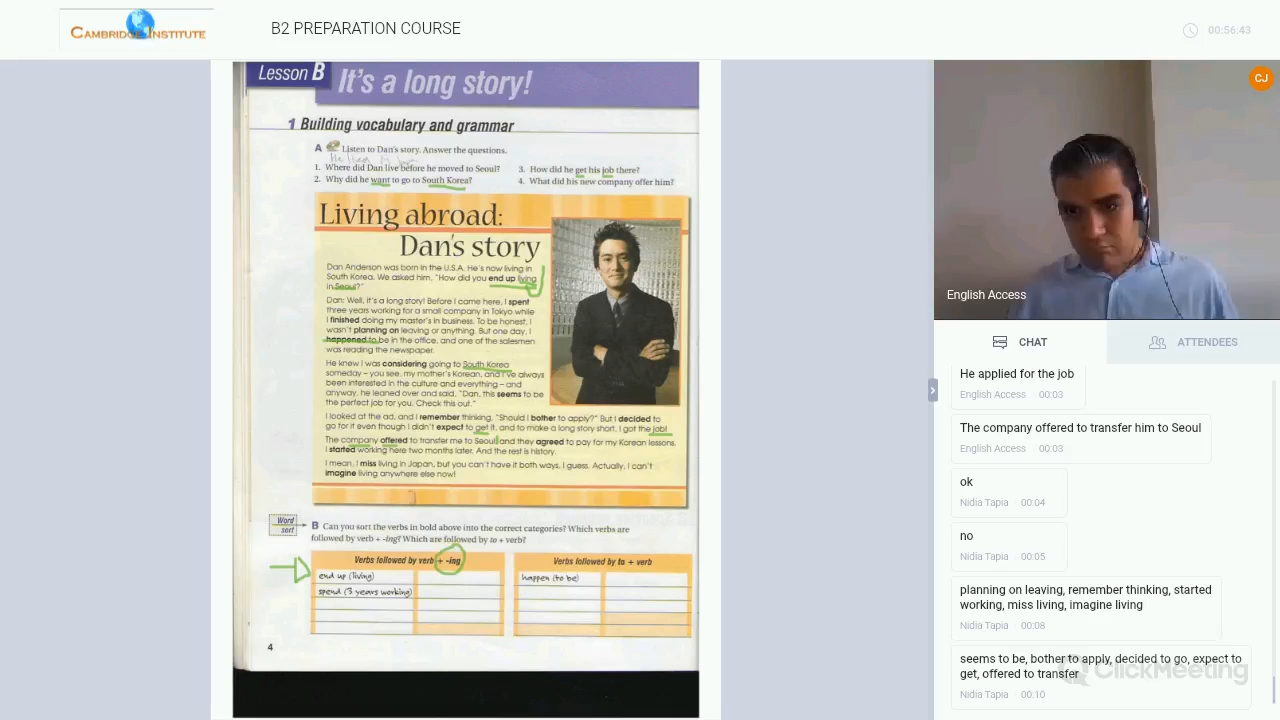 CAMBRIDGE INSTITUTE
B2 PREPARATION COURSE
00:56:43
Lesson B
It's a long story!
1 Building vocabulary and grammar
A Listen to Dan's story. Answer the questions.
1. Where did Dan live before he moved to Seoul?
2. Why did he want to go to South Korea?
3. How did he get his job there?
4. What did his new company offer him?
Living abroad:
Dan's story
Dan Anderson was born in the U.S.A. He's now living in
South Korea. We asked him, "How did you end up living
in Seoul?"
Dan: Well, it's a long story! Before I came here, I spent
three years working for a small company in Tokyo while
I finished doing my master's in business. To be honest, I
wasn't planning on leaving or anything. But one day, I
happened to be in the office, and one of the salesmen
was reading the newspaper.
He knew I was considering going to South Korea
someday – you see, my mother's Korean, and I've always
been interested in the culture and everything – and
anyway, he leaned over and said, "Dan, this seems to be
the perfect job for you. Check this out."
I looked at the ad, and I remember thinking, "Should I bother to apply?" But I decided to
go for it even though I didn't expect to get it, and to make a long story short, I got the job!
The company offered to transfer me to Seoul and they agreed to pay for my Korean lessons.
I started working here two months later. And the rest is history.
I mean, I miss living in Japan, but you can't have it both ways, I guess. Actually, I can't
imagine living anywhere else now!
Word
sort
B Can you sort the verbs in bold above into the correct categories? Which verbs are
followed by verb + -ing? Which are followed by to + verb?
Verbs followed by verb + -ing
end up (living)
spend (3 years working)
Verbs followed by to + verb
happen (to be)
4
CJ
English Access
CHAT
ATTENDEES
He applied for the job
English Access 00:03
The company offered to transfer him to Seoul
English Access 00:03
ok
Nidia Tapia 00:04
no
Nidia Tapia 00:05
planning on leaving, remember thinking, started
working, miss living, imagine living
Nidia Tapia 00:08
seems to be, bother to apply, decided to go, expect to
get, offered to transfer
Nidia Tapia 00:10
ClickMeeting